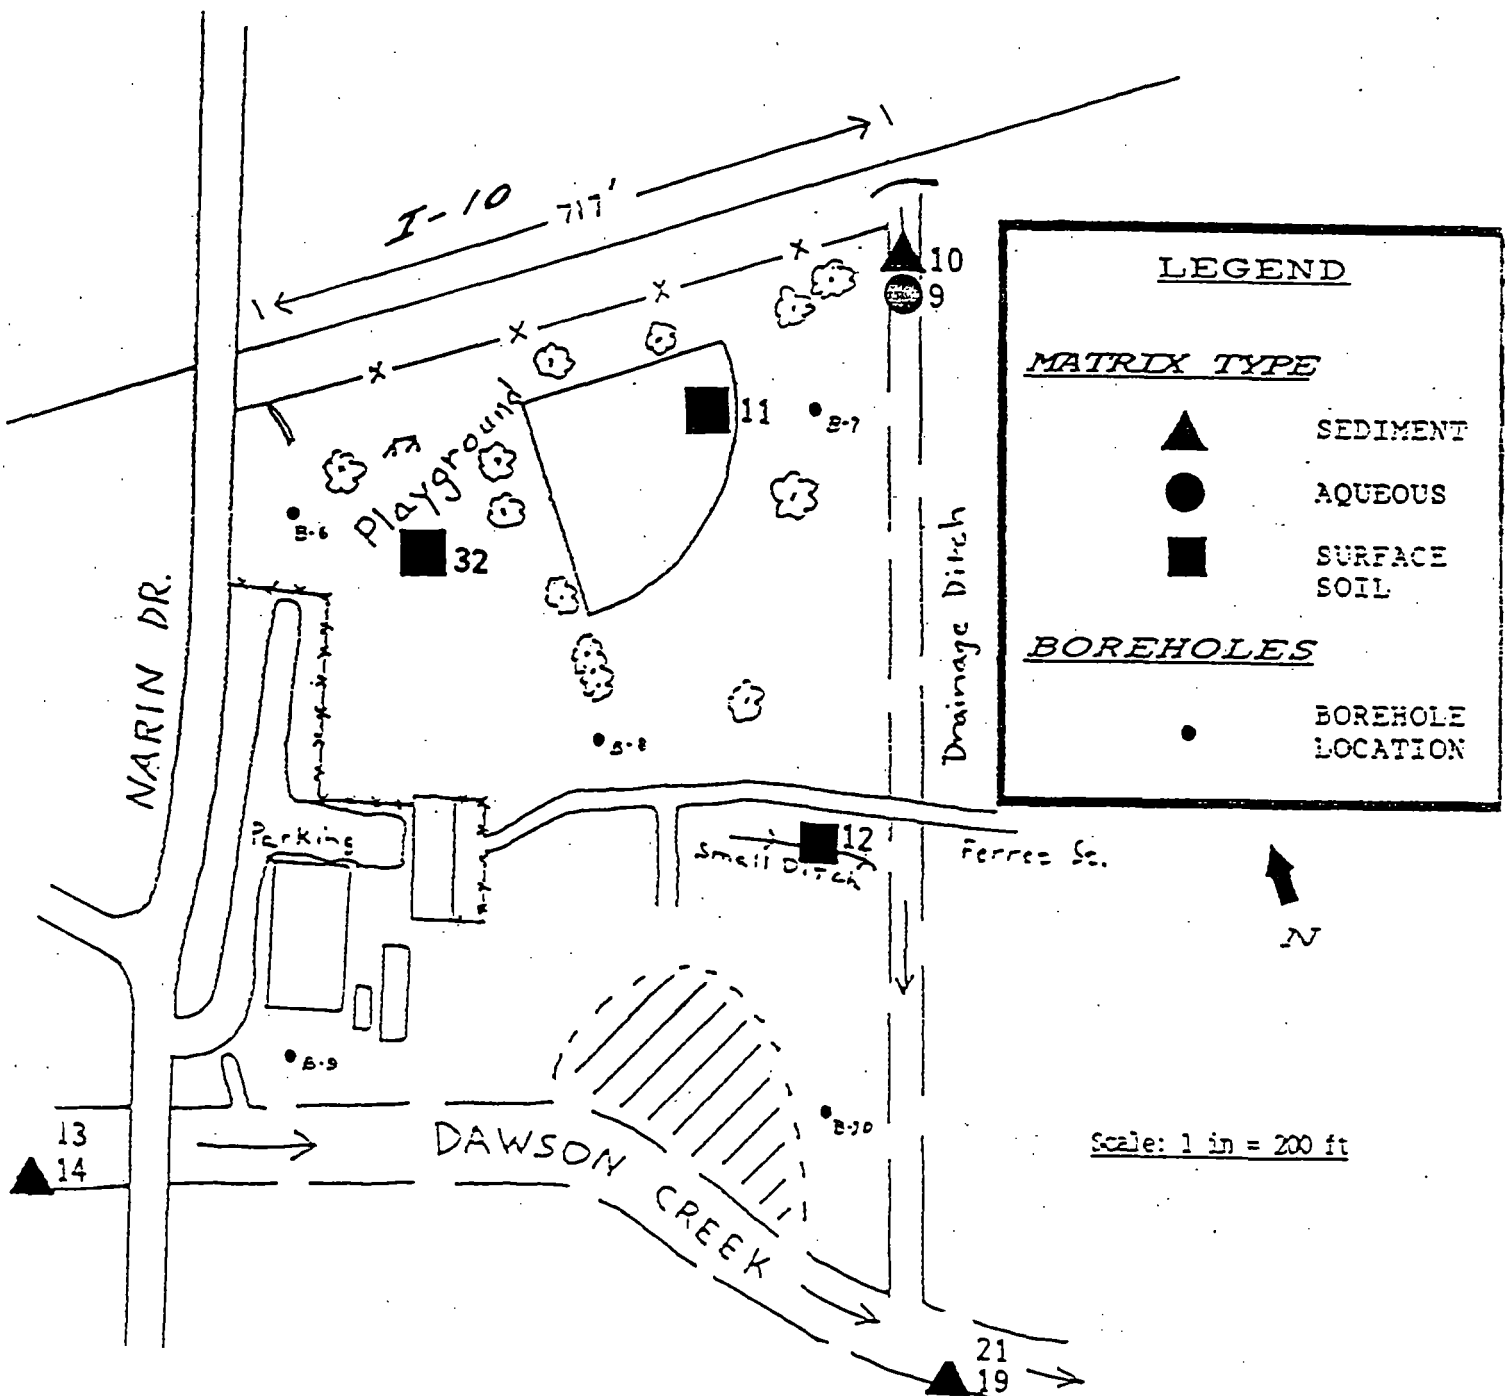 I-10
717'
10
9
LEGEND
MATRIX TYPE
SEDIMENT
AQUEOUS
SURFACE
SOIL
BOREHOLES
BOREHOLE
LOCATION
11
B-7
Playground
B-6
32
NARIN DR.
Drainage Ditch
B-8
Parking
12
Small Ditch
N
B-9
B-10
13
14
DAWSON
CREEK
Scale: 1 in = 200 ft
21
19